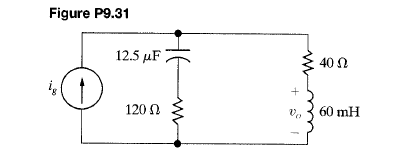 Figure P9.31
12.5 μF
40 Ω
i_g
+
120 Ω
v_o
60 mH
−